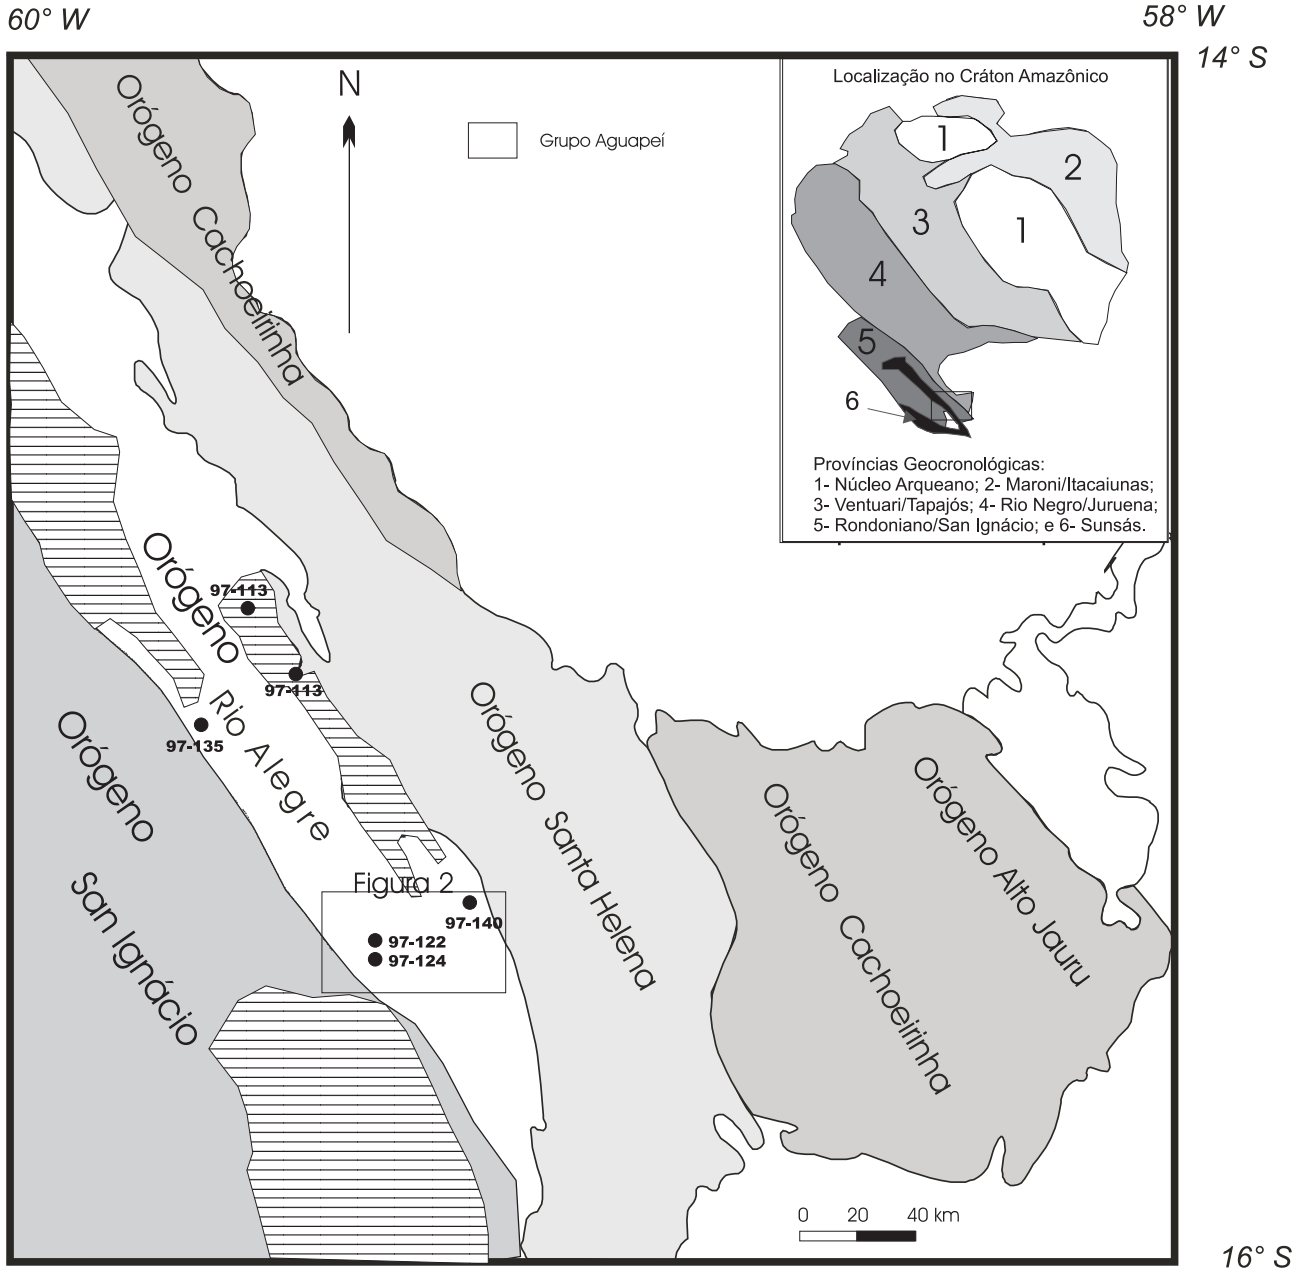 60° W
58° W
14° S
N
Grupo Aguapeí
Localização no Cráton Amazônico
1
2
3
1
4
5
6
Províncias Geocronológicas:
1- Núcleo Arqueano; 2- Maroni/Itacaiunas;
3- Ventuari/Tapajós; 4- Rio Negro/Juruena;
5- Rondoniano/San Ignácio; e 6- Sunsás.
Orógeno Cachoeirinha
Orógeno Rio Alegre
97-113
97-113
97-135
Orógeno San Ignácio
Orógeno Santa Helena
Orógeno Cachoeirinha
Orógeno Alto Jauru
Figura 2
97-140
97-122
97-124
0 20 40 km
16° S